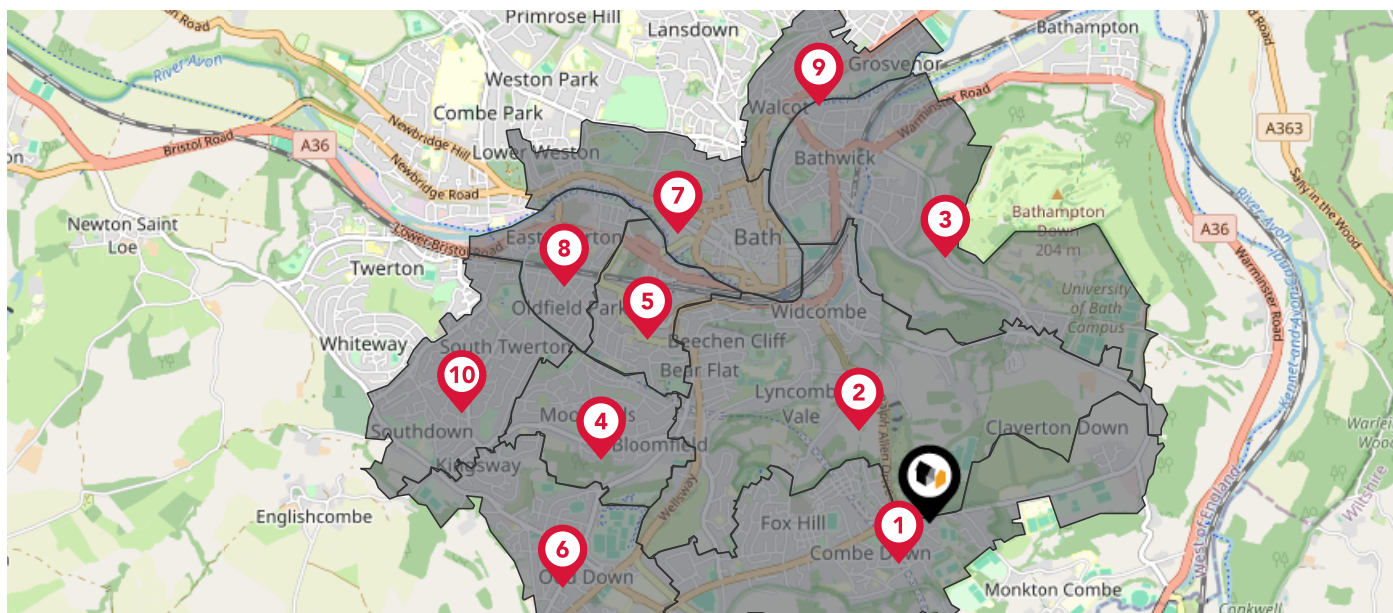 Road
Primrose Hill
Lansdown
Bathampton
Road
River Avon
Weston Park
9
Grosvenor
Combe Park
Walcot
Warminster Road
A363
Bristol Road
A36
Newbridge Hill
Lower Weston
Bathwick
Sally in the Wood
Newbridge Road
7
3
Bathampton
Down
204 m
River Avon
A36
Newton Saint
Loe
Lower Bristol Road
8
Bath
Warminster Road
Twerton
5
Oldfield Park
Widcombe
University
of Bath
Campus
Kennet and Avon Canal
Whiteway
South Twerton
Beechen Cliff
10
Bear Flat
2
Lyncombe
Vale
4
Ralph Allen Drive
Southdown
Bloomfield
Claverton Down
Kingsway
Wellsway
West of England
Wiltshire
Englishcombe
Fox Hill
1
Combe Down
6
Odd Down
Monkton Combe